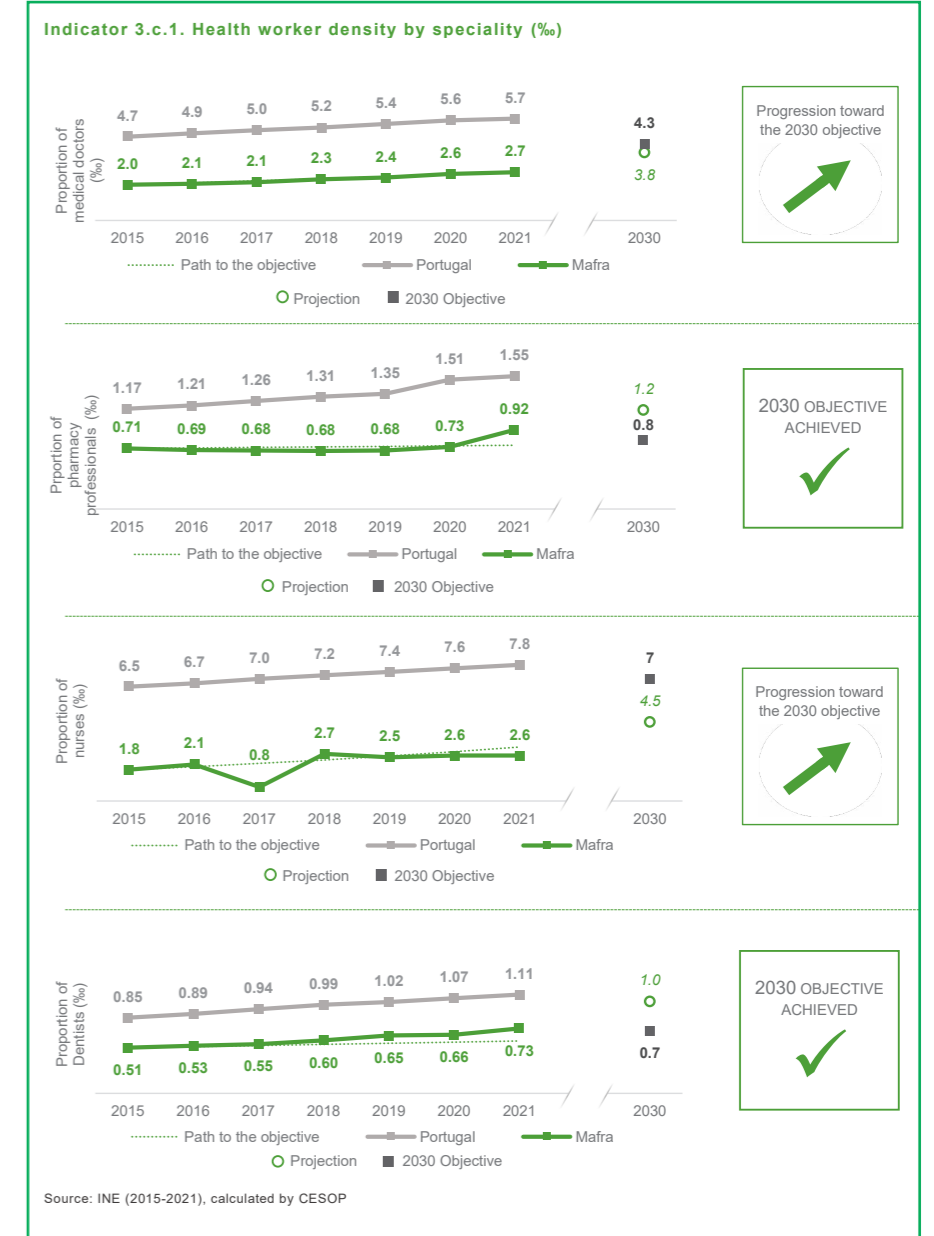 Indicator 3.c.1. Health worker density by speciality (‰)
Proportion of
medical doctors
(‰)
4.7 4.9 5.0 5.2 5.4 5.6 5.7
2.0 2.1 2.1 2.3 2.4 2.6 2.7
4.3
3.8
2015 2016 2017 2018 2019 2020 2021 2030
Path to the objective Portugal Mafra
Projection 2030 Objective
Progression toward
the 2030 objective
Prportion of
pharmacy
professionals (‰)
1.17 1.21 1.26 1.31 1.35 1.51 1.55
0.71 0.69 0.68 0.68 0.68 0.73 0.92
1.2
0.8
2015 2016 2017 2018 2019 2020 2021 2030
Path to the objective Portugal Mafra
Projection 2030 Objective
2030 OBJECTIVE
ACHIEVED
Proportion of
nurses (‰)
6.5 6.7 7.0 7.2 7.4 7.6 7.8
1.8 2.1 0.8 2.7 2.5 2.6 2.6
7
4.5
2015 2016 2017 2018 2019 2020 2021 2030
Path to the objective Portugal Mafra
Projection 2030 Objective
Progression toward
the 2030 objective
Proportion of
Dentists (‰)
0.85 0.89 0.94 0.99 1.02 1.07 1.11
0.51 0.53 0.55 0.60 0.65 0.66 0.73
1.0
0.7
2015 2016 2017 2018 2019 2020 2021 2030
Path to the objective Portugal Mafra
Projection 2030 Objective
2030 OBJECTIVE
ACHIEVED
Source: INE (2015-2021), calculated by CESOP